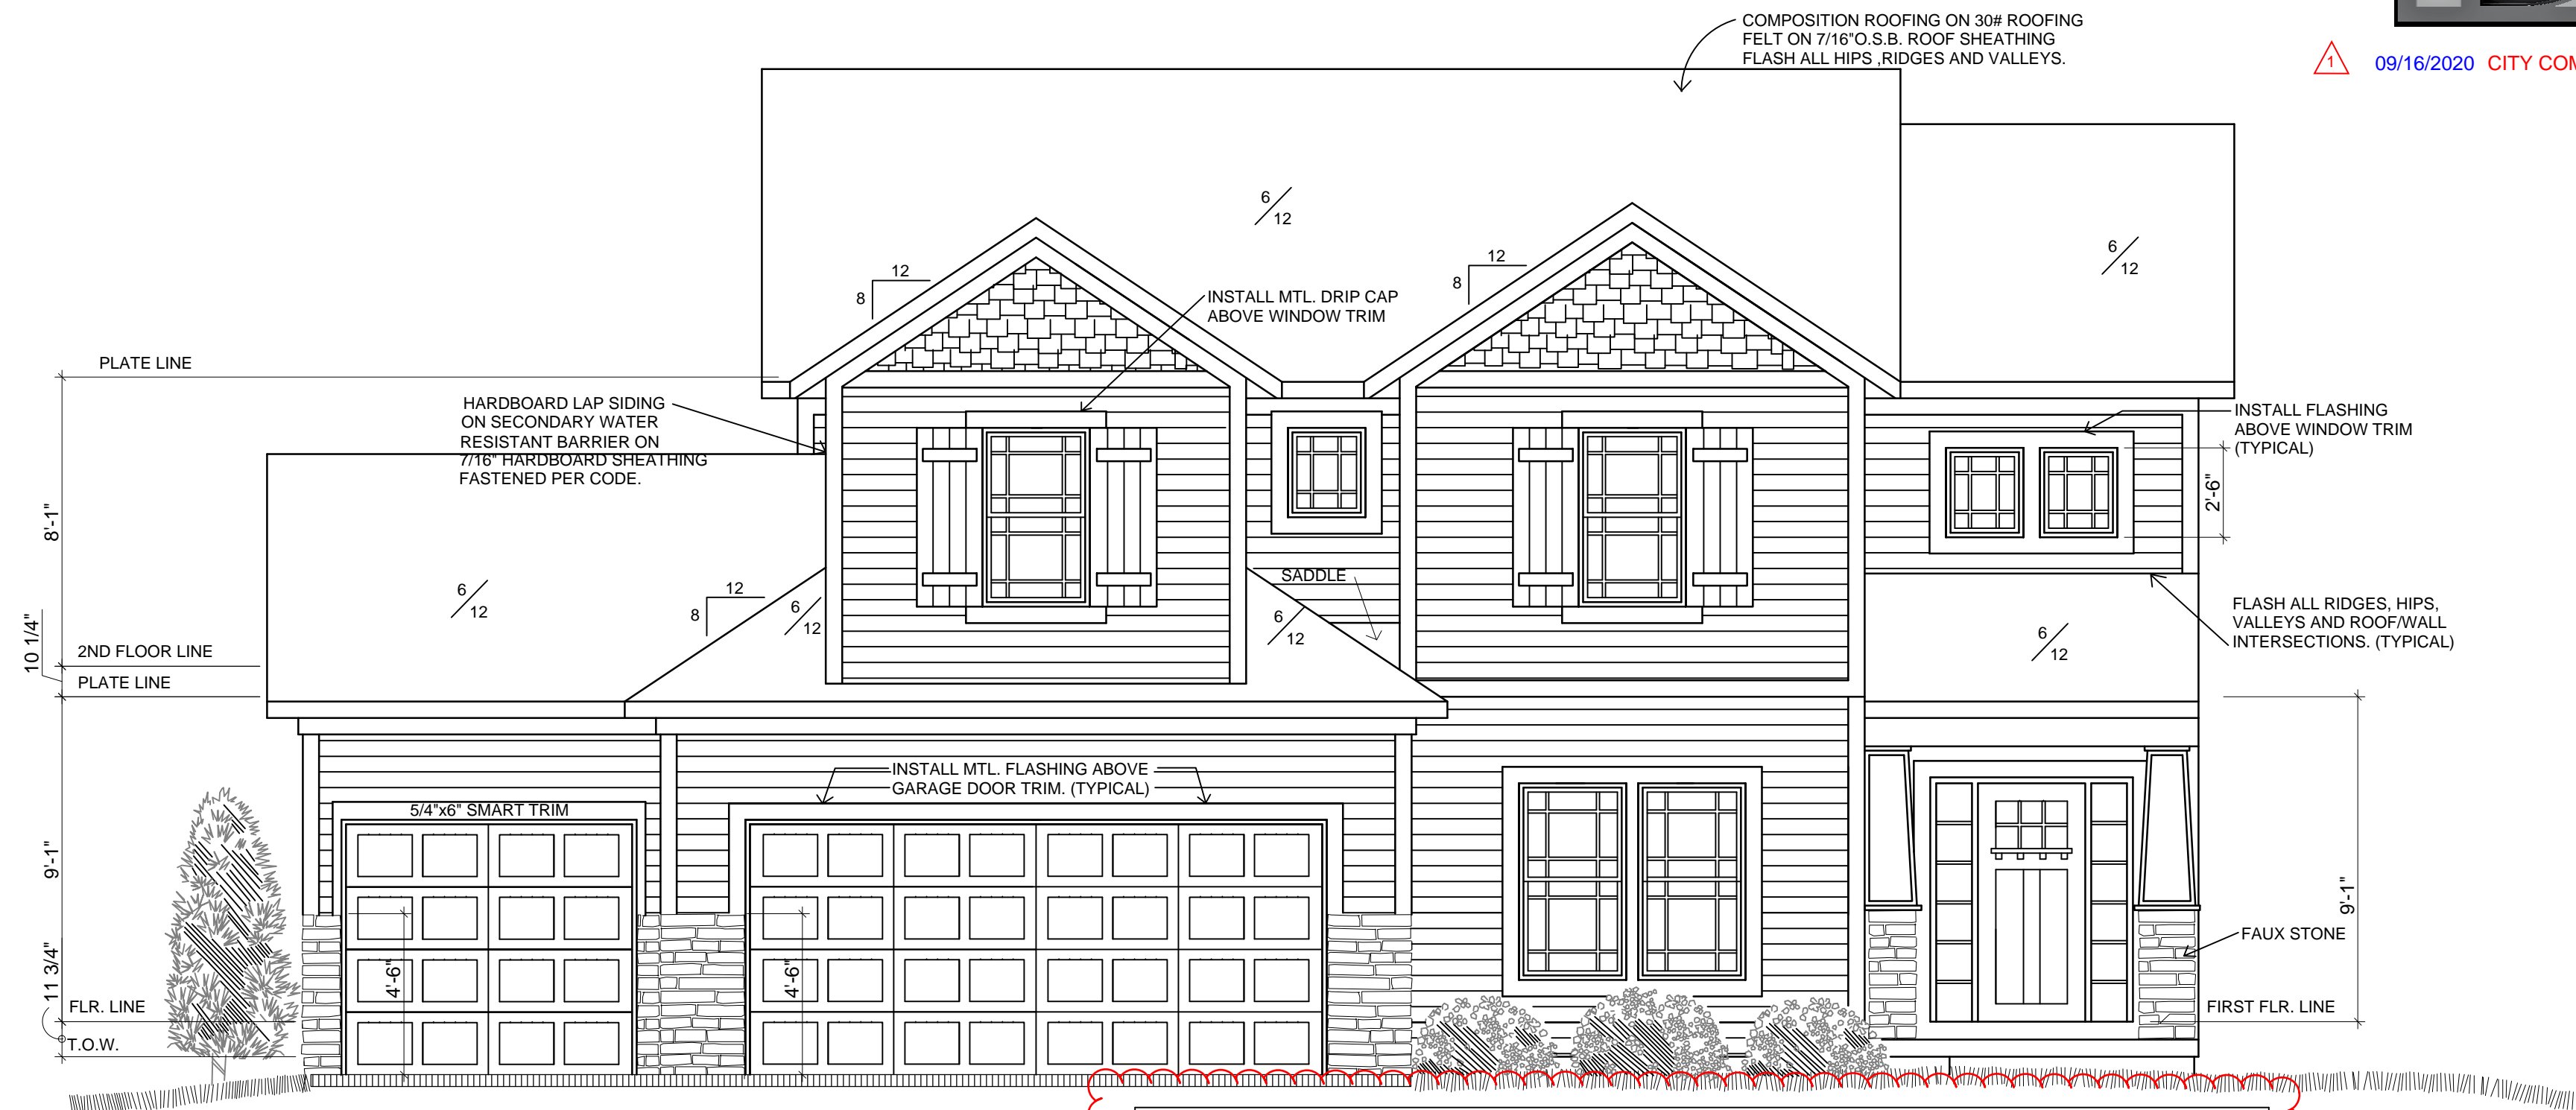 COMPOSITION ROOFING ON 30# ROOFING
FELT ON 7/16"O.S.B. ROOF SHEATHING
FLASH ALL HIPS ,RIDGES AND VALLEYS.
1
09/16/2020 CITY COM
6
12
6
12
12
8
12
8
INSTALL MTL. DRIP CAP
ABOVE WINDOW TRIM
PLATE LINE
HARDBOARD LAP SIDING
ON SECONDARY WATER
RESISTANT BARRIER ON
7/16" HARDBOARD SHEATHING
FASTENED PER CODE.
INSTALL FLASHING
ABOVE WINDOW TRIM
(TYPICAL)
2'-6"
8'-1"
6
12
12
8
6
12
SADDLE
6
12
6
12
FLASH ALL RIDGES, HIPS,
VALLEYS AND ROOF/WALL
INTERSECTIONS. (TYPICAL)
10 1/4"
2ND FLOOR LINE
PLATE LINE
INSTALL MTL. FLASHING ABOVE
GARAGE DOOR TRIM. (TYPICAL)
5/4"x6" SMART TRIM
9'-1"
9'-1"
FAUX STONE
11 3/4"
4'-6"
4'-6"
FLR. LINE
FIRST FLR. LINE
T.O.W.